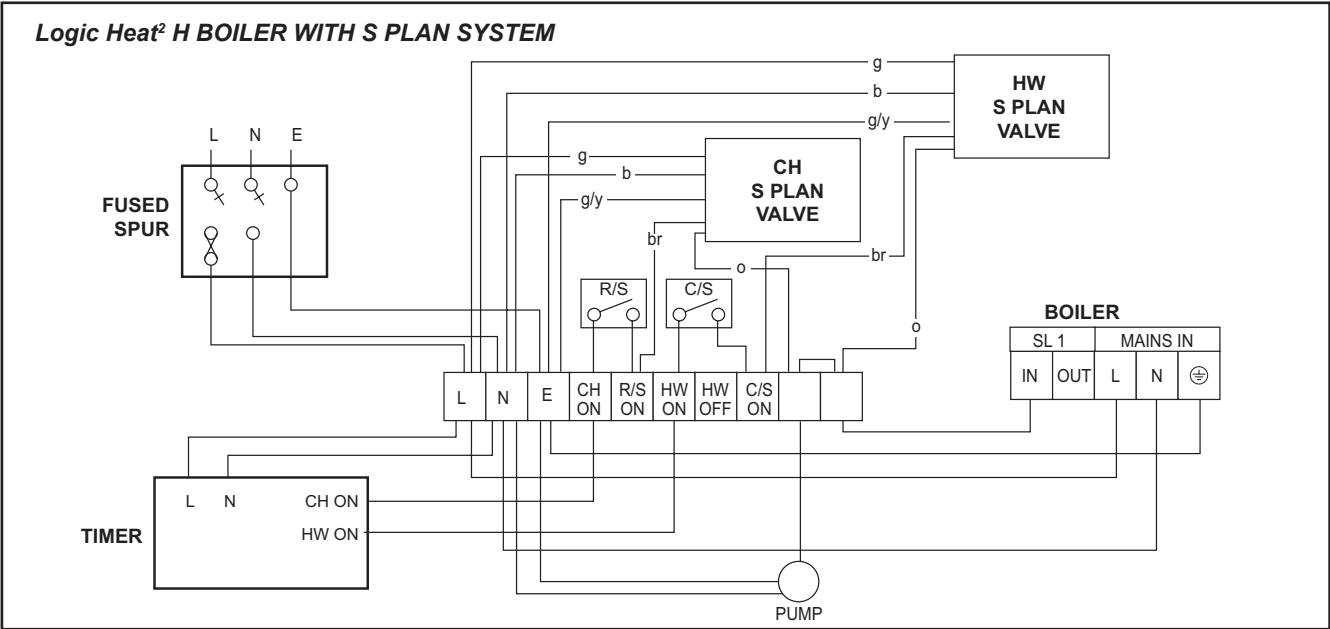 Logic Heat² H BOILER WITH S PLAN SYSTEM
g
b
g/y
HW
S PLAN
VALVE
L N E
FUSED
SPUR
g
b
g/y
br
o
CH
S PLAN
VALVE
br
o
R/S
C/S
BOILER
SL 1 MAINS IN
IN OUT L N
L N E CH ON R/S ON HW ON HW OFF C/S ON
TIMER
L N CH ON
HW ON
PUMP